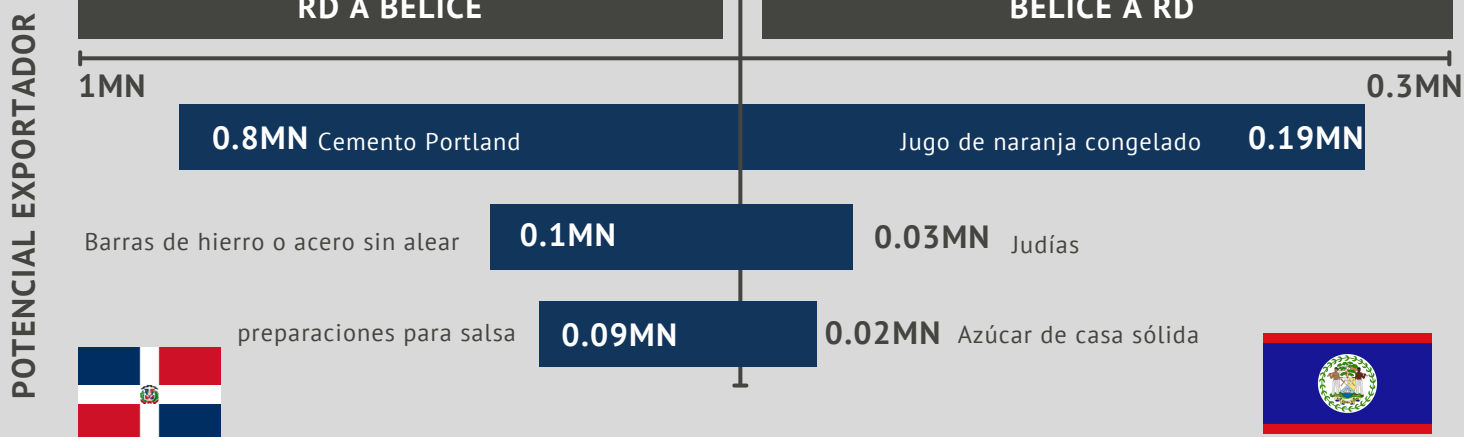 POTENCIAL EXPORTADOR
RD A BELICE
BELICE A RD
1MN
0.3MN
0.8MN Cemento Portland
Jugo de naranja congelado 0.19MN
Barras de hierro o acero sin alear 0.1MN
0.03MN Judías
preparaciones para salsa 0.09MN
0.02MN Azúcar de casa sólida